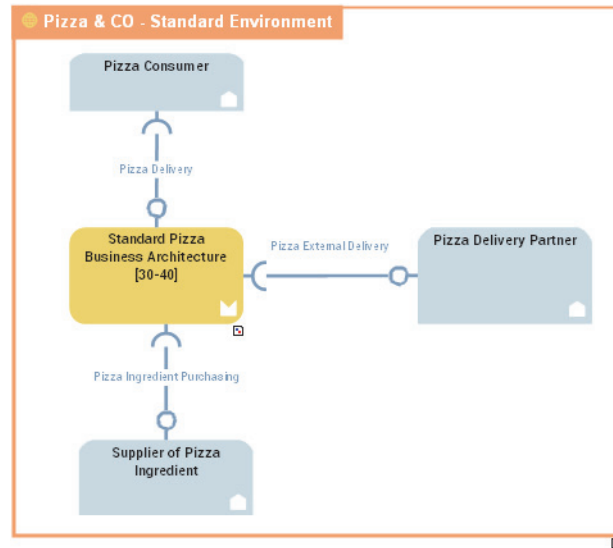 Pizza & CO - Standard Environment
Pizza Consumer
Pizza Delivery
Standard Pizza
Business Architecture
[30-40]
Pizza External Delivery
Pizza Delivery Partner
Pizza Ingredient Purchasing
Supplier of Pizza
Ingredient